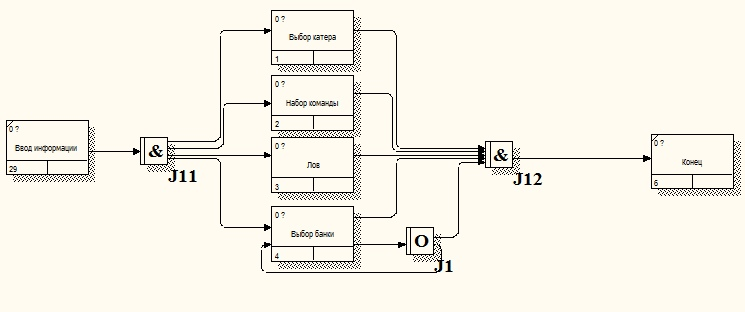 0 ?
Ввод информации
29
&
J11
0 ?
Выбор катера
1
0 ?
Набор команды
2
0 ?
Лов
3
0 ?
Выбор банки
4
O
J1
&
J12
0 ?
Конец
6